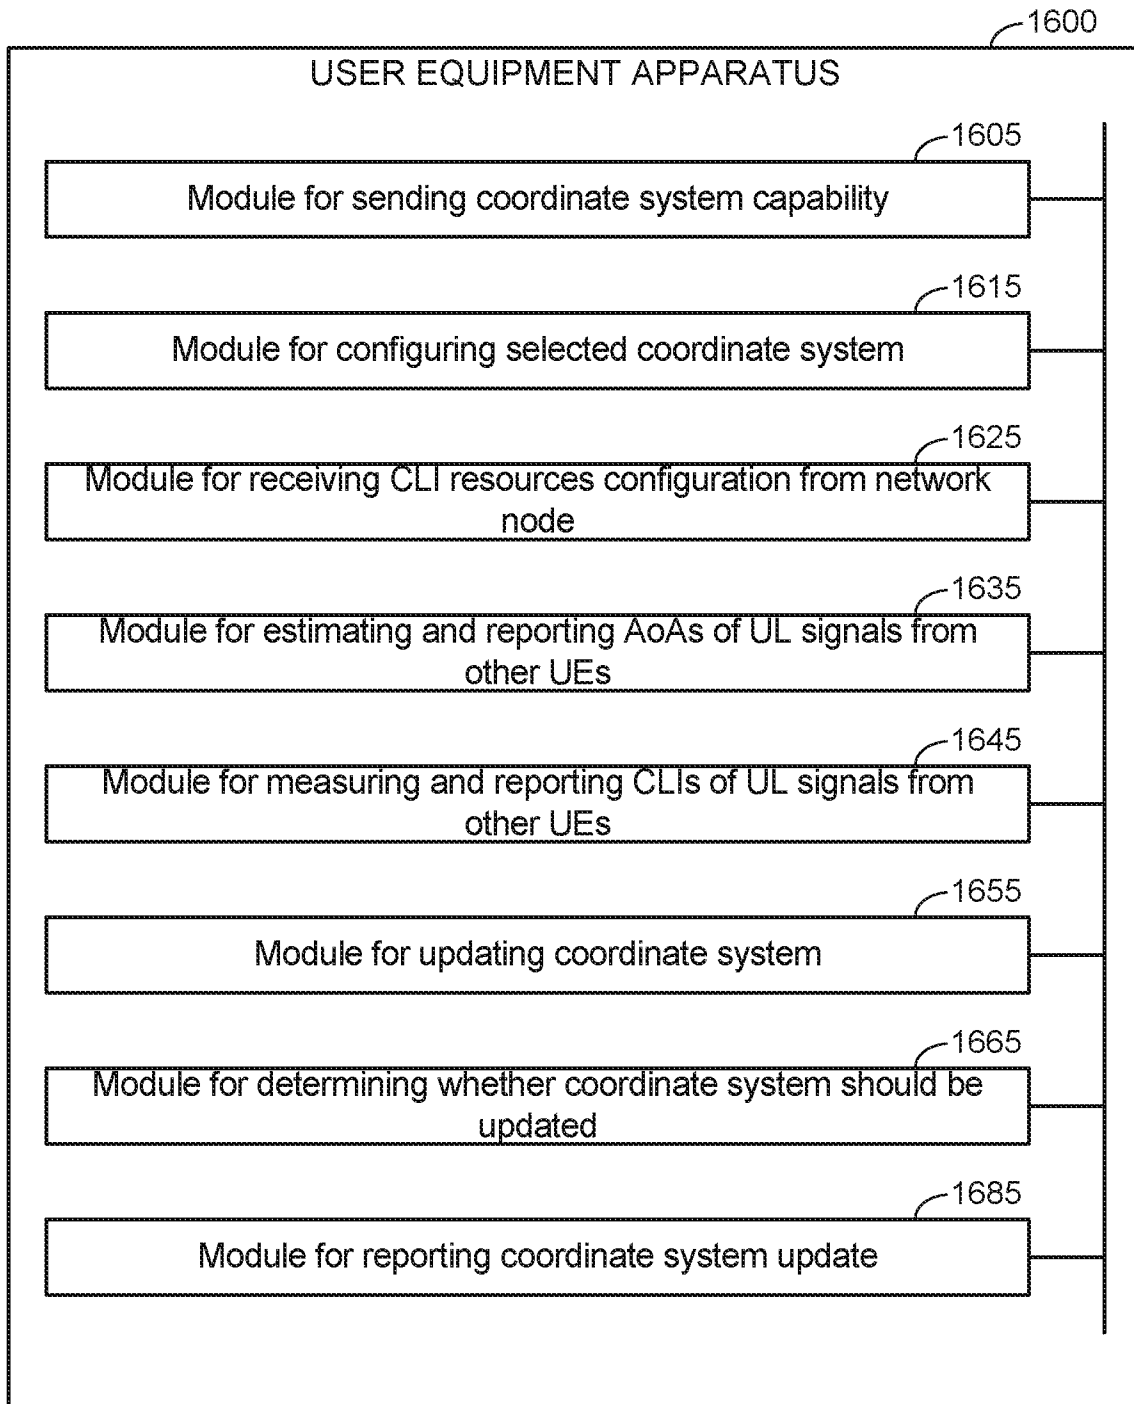 1600
USER EQUIPMENT APPARATUS
1605
Module for sending coordinate system capability
1615
Module for configuring selected coordinate system
1625
Module for receiving CLI resources configuration from network
node
1635
Module for estimating and reporting AoAs of UL signals from
other UEs
1645
Module for measuring and reporting CLIs of UL signals from
other UEs
1655
Module for updating coordinate system
1665
Module for determining whether coordinate system should be
updated
1685
Module for reporting coordinate system update